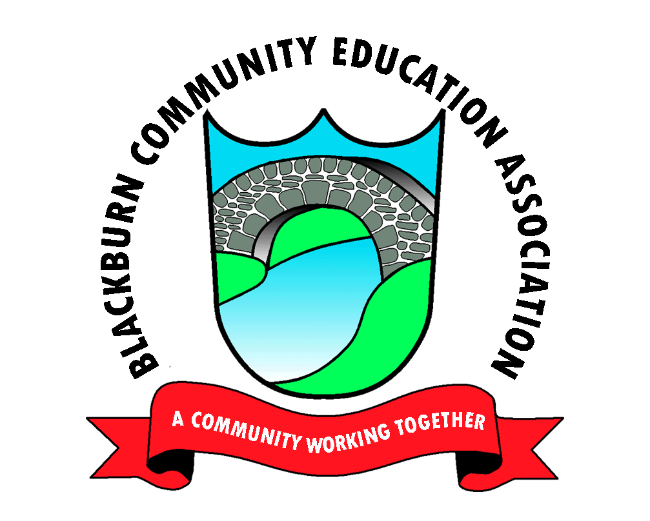 BLACKBURN COMMUNITY EDUCATION ASSOCIATION
A COMMUNITY WORKING TOGETHER